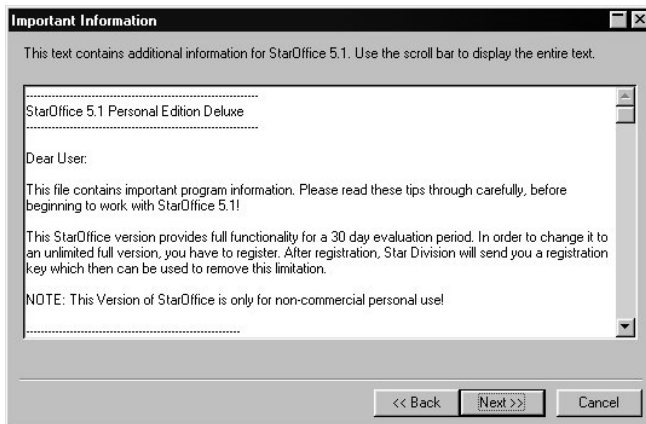 Important Information
This text contains additional information for StarOffice 5.1. Use the scroll bar to display the entire text.
--------------------------------------------------------------
StarOffice 5.1 Personal Edition Deluxe
--------------------------------------------------------------
Dear User:
This file contains important program information. Please read these tips through carefully, before
beginning to work with StarOffice 5.1!
This StarOffice version provides full functionality for a 30 day evaluation period. In order to change it to
an unlimited full version, you have to register. After registration, Star Division will send you a registration
key which then can be used to remove this limitation.
NOTE: This Version of StarOffice is only for non-commercial personal use!
---------------------------------------------------------
<< Back Next >> Cancel